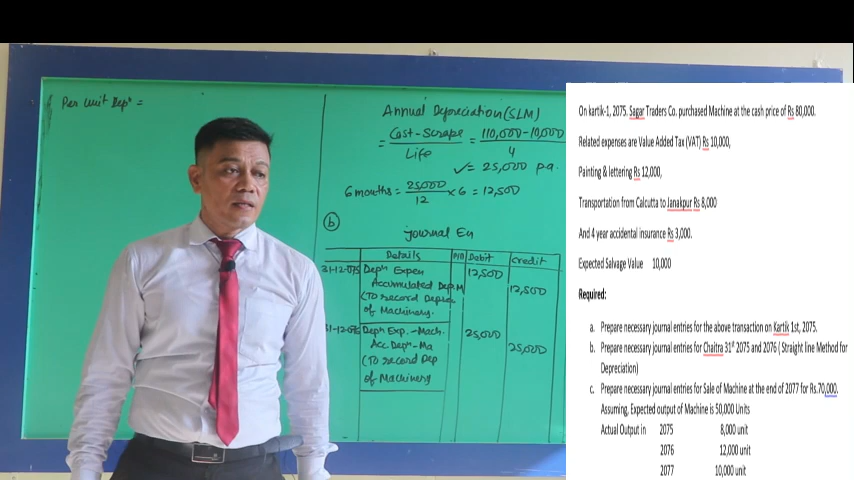 Per Unit Depⁿ =
Annual Depreciation (SLM)
= Cost-Scrape / Life = 110,000-10,000 / 4
= 25,000 p.a.
6 months = 25000 / 12 × 6 = 12,500
(b)
Journal En
Details Debit Credit
31-12-075 Depⁿ Expen 12,500
Accumulated Dep.M 12,500
(To record Deprec
of Machinery.
31-12-076 Depⁿ Exp.-Mach. 25,000
Acc. Depⁿ-Ma 25,000
(To record Dep
of Machinery
On kartik-1, 2075. Sagar Traders Co. purchased Machine at the cash price of Rs 80,000.
Related expenses are Value Added Tax (VAT) Rs 10,000,
Painting & lettering Rs 12,000,
Transportation from Calcutta to Janakpur Rs 8,000
And 4 year accidental insurance Rs 3,000.
Expected Salvage Value 10,000
Required:
a. Prepare necessary journal entries for the above transaction on Kartik 1st, 2075.
b. Prepare necessary journal entries for Chaitra 31st 2075 and 2076 ( Straight line Method for
Depreciation)
c. Prepare necessary journal entries for Sale of Machine at the end of 2077 for Rs.70,000.
Assuming, Expected output of Machine is 50,000 Units
Actual Output in 2075 8,000 unit
2076 12,000 unit
2077 10,000 unit